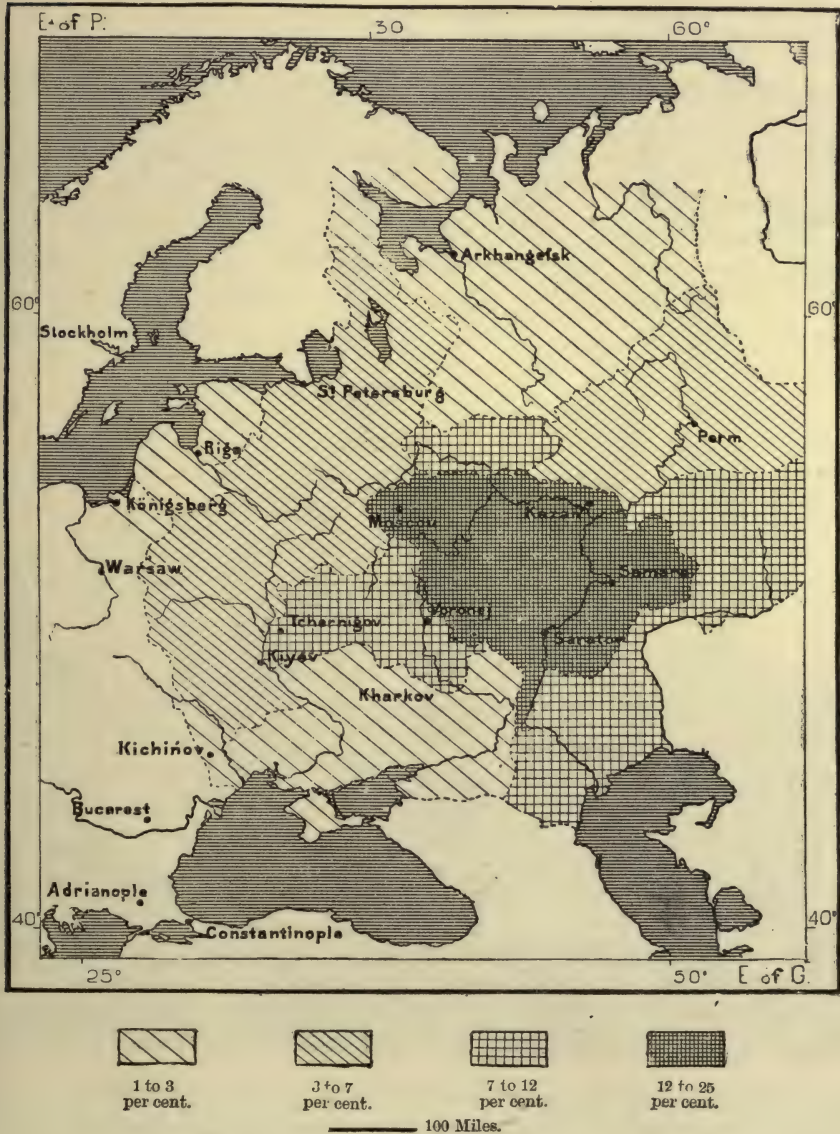 E. of P.
30
60°
60°
60°
Arkhangelsk
Stockholm
St Petersburg
Perm
Riga
Königsberg
Moscou
Kazan
Warsaw
Samara
Tchernigov
Voronej
Saratov
Kiyev
Kharkov
Kichińov
Bucarest
Adrianople
40°
40°
Constantinople
25°
50°
E of G.
1 to 3
per cent.
3 to 7
per cent.
7 to 12
per cent.
12 to 25
per cent.
100 Miles.